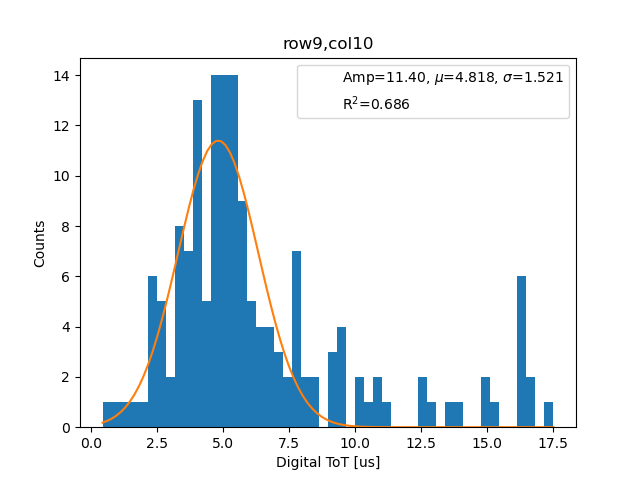 row9,col10
Amp=11.40, μ=4.818, σ=1.521
R²=0.686
Counts
14
12
10
8
6
4
2
0
0.0 2.5 5.0 7.5 10.0 12.5 15.0 17.5
Digital ToT [us]